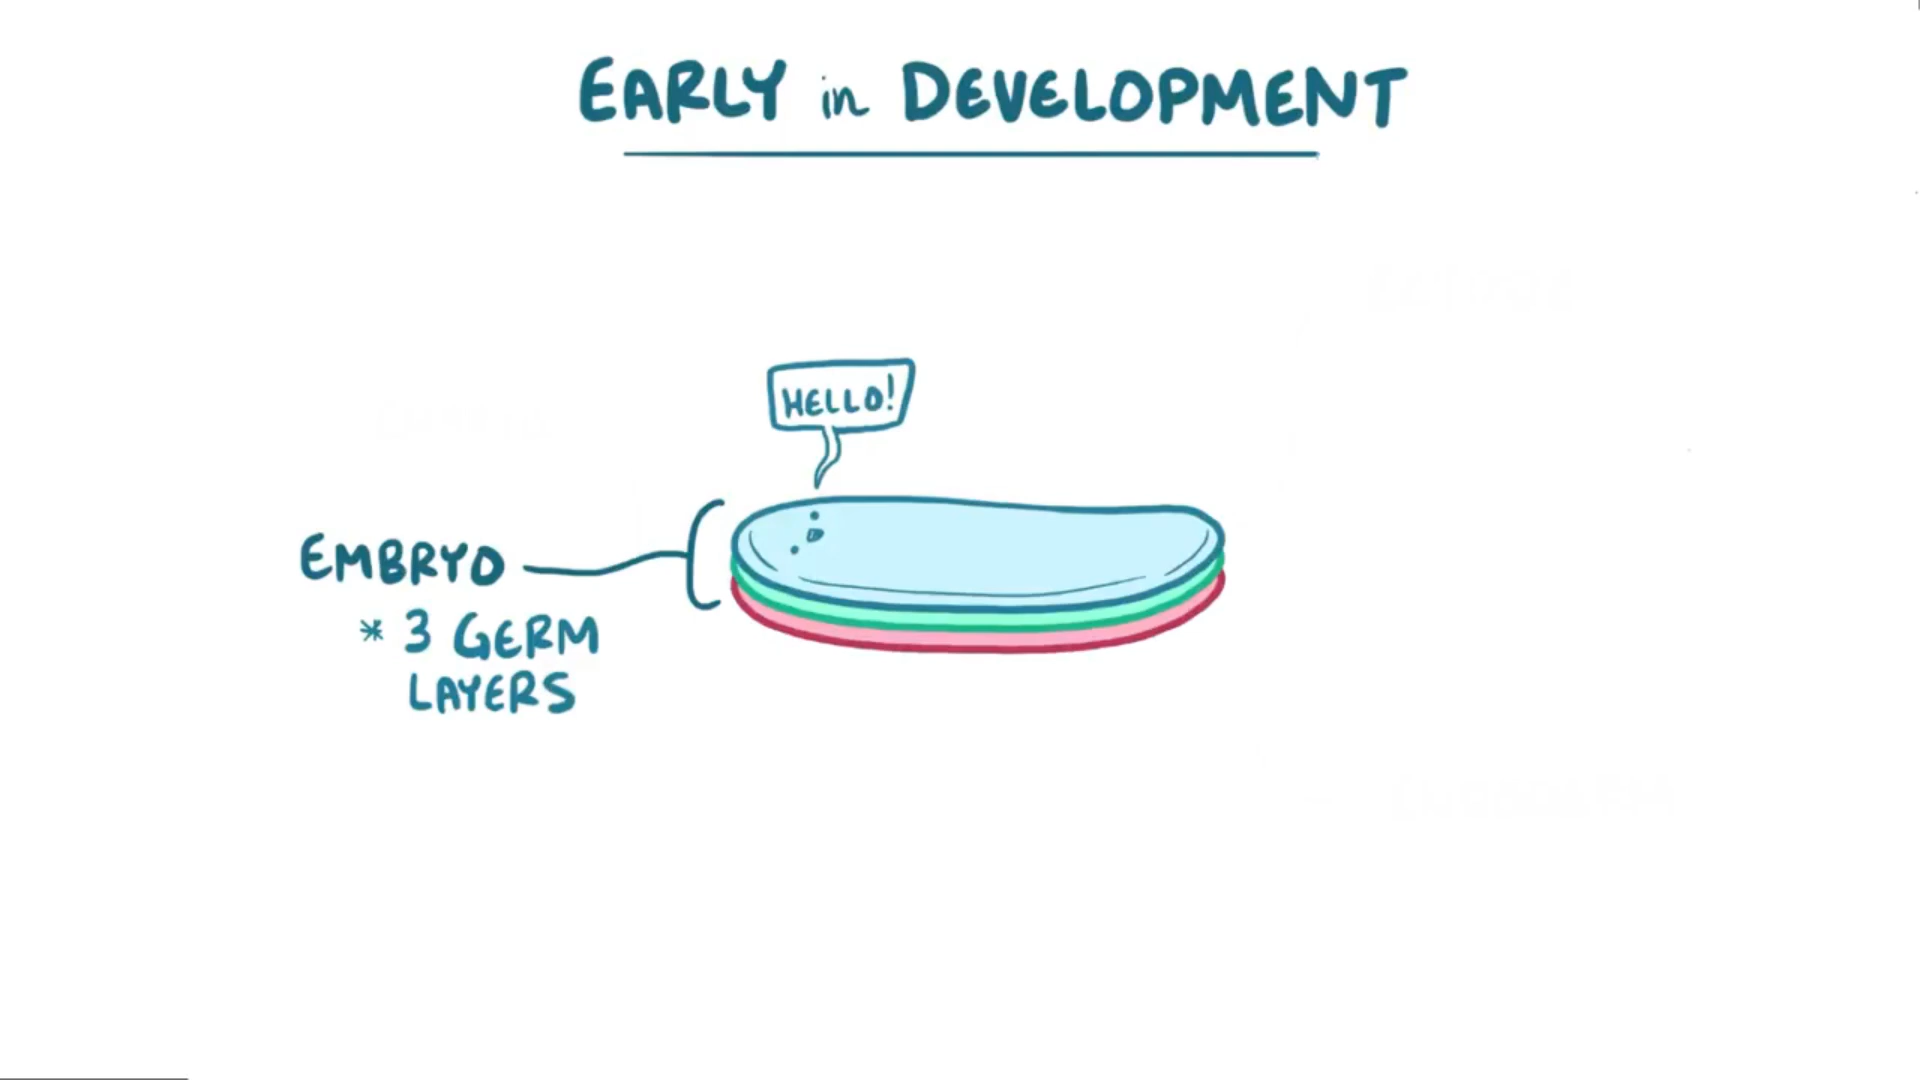 EARLY in DEVELOPMENT
HELLO!
EMBRYO
* 3 GERM
LAYERS